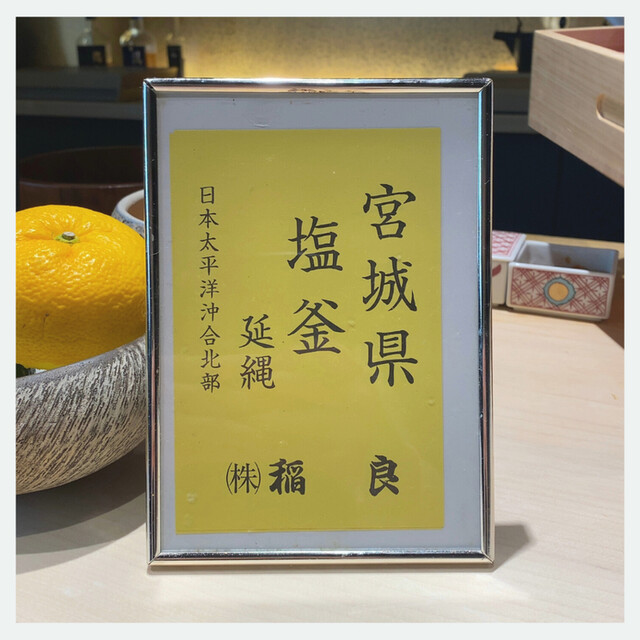 宮城県
塩釜
延縄
日本太平洋沖合北部
㈱稲良